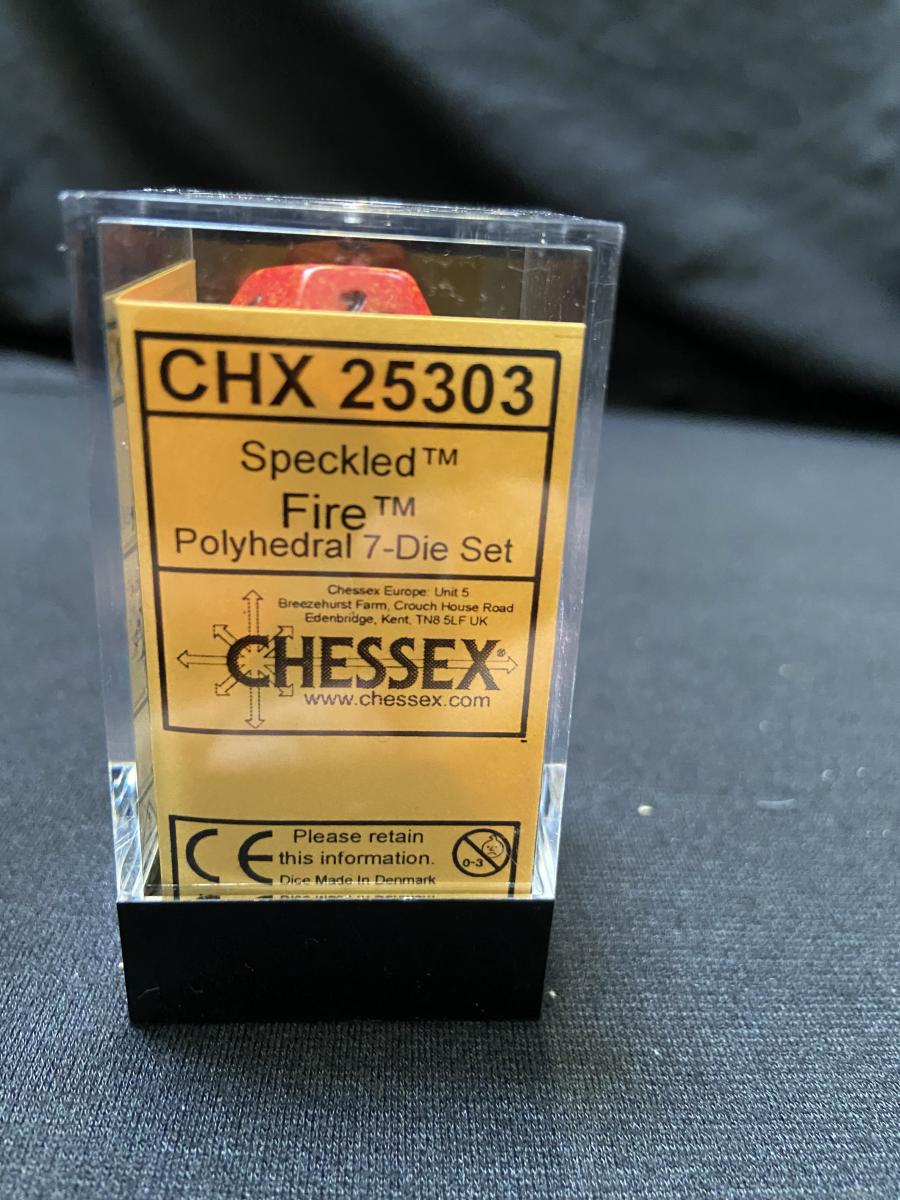 CHX 25303
Speckled™
Fire™
Polyhedral 7-Die Set
Chessex Europe: Unit 5
Breezehurst Farm, Crouch House Road
Edenbridge, Kent, TN8 5LF UK
CHESSEX®
www.chessex.com
CE Please retain
this information.
0-3
Dice Made In Denmark